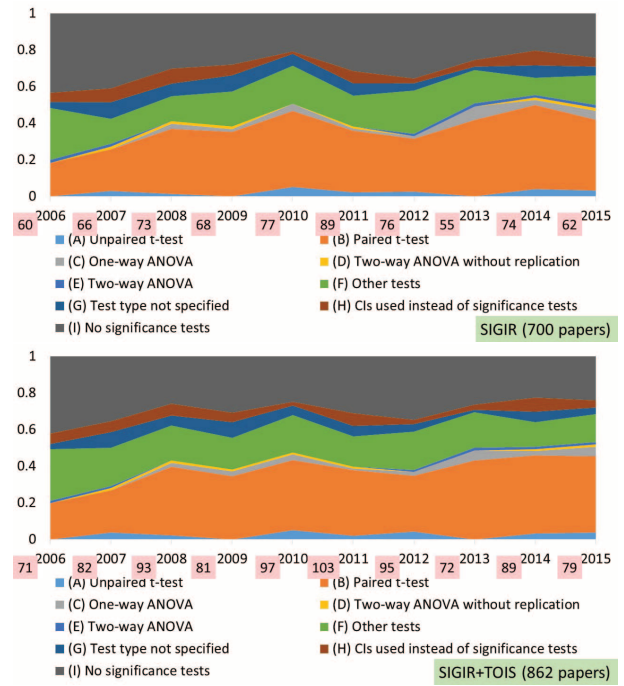 1
0.8
0.6
0.4
0.2
0
2006 2007 2008 2009 2010 2011 2012 2013 2014 2015
60 66 73 68 77 89 76 55 74 62
(A) Unpaired t-test (B) Paired t-test
(C) One-way ANOVA (D) Two-way ANOVA without replication
(E) Two-way ANOVA (F) Other tests
(G) Test type not specified (H) CIs used instead of significance tests
(I) No significance tests
SIGIR (700 papers)
1
0.8
0.6
0.4
0.2
0
2006 2007 2008 2009 2010 2011 2012 2013 2014 2015
71 82 93 81 97 103 95 72 89 79
(A) Unpaired t-test (B) Paired t-test
(C) One-way ANOVA (D) Two-way ANOVA without replication
(E) Two-way ANOVA (F) Other tests
(G) Test type not specified (H) CIs used instead of significance tests
(I) No significance tests
SIGIR+TOIS (862 papers)